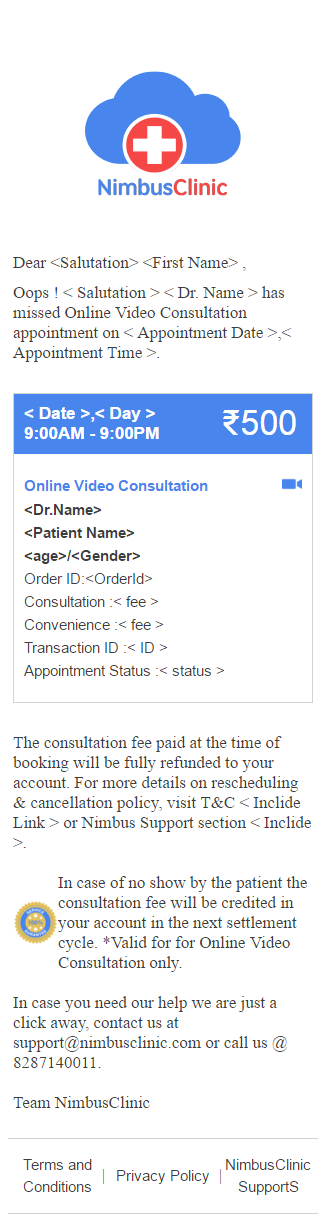 NimbusClinic
Dear <Salutation> <First Name> ,
Oops ! < Salutation > < Dr. Name > has
missed Online Video Consultation
appointment on < Appointment Date >,<
Appointment Time >.
< Date >,< Day >
9:00AM - 9:00PM
₹500
Online Video Consultation
<Dr.Name>
<Patient Name>
<age>/<Gender>
Order ID:<OrderId>
Consultation :< fee >
Convenience :< fee >
Transaction ID :< ID >
Appointment Status :< status >
The consultation fee paid at the time of
booking will be fully refunded to your
account. For more details on rescheduling
& cancellation policy, visit T&C < Inclide
Link > or Nimbus Support section < Inclide
>.
In case of no show by the patient the
consultation fee will be credited in
your account in the next settlement
cycle. *Valid for for Online Video
Consultation only.
In case you need our help we are just a
click away, contact us at
support@nimbusclinic.com or call us @
8287140011.
Team NimbusClinic
Terms and
Conditions
| Privacy Policy |
NimbusClinic
SupportS